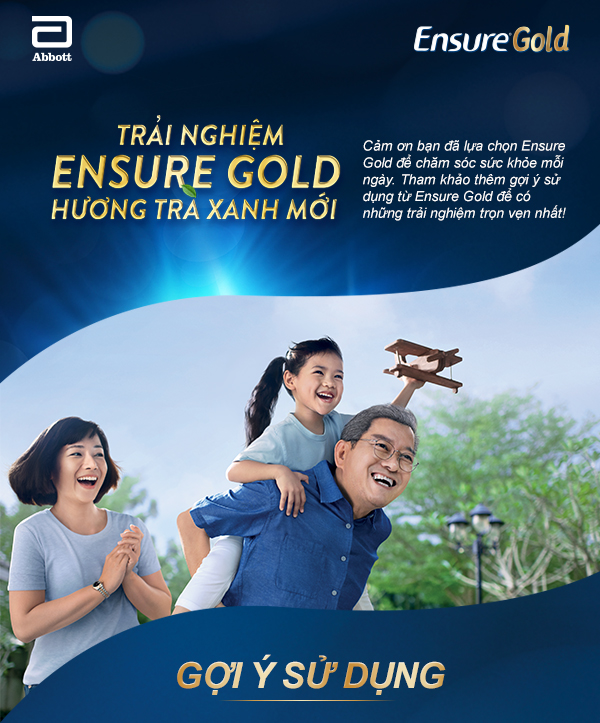 Abbott
Ensure Gold
TRẢI NGHIỆM
ENSURE GOLD
HƯƠNG TRÀ XANH MỚI
Cảm ơn bạn đã lựa chọn Ensure
Gold để chăm sóc sức khỏe mỗi
ngày. Tham khảo thêm gợi ý sử
dụng từ Ensure Gold để có
những trải nghiệm trọn vẹn nhất!
GỢI Ý SỬ DỤNG